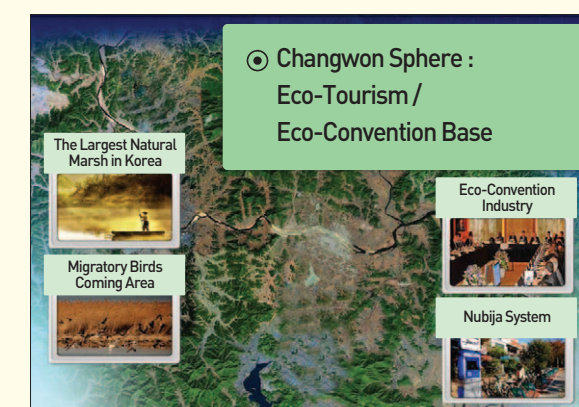 ⦿ Changwon Sphere :
Eco-Tourism /
Eco-Convention Base
The Largest Natural
Marsh in Korea
Migratory Birds
Coming Area
Eco-Convention
Industry
Nubija System